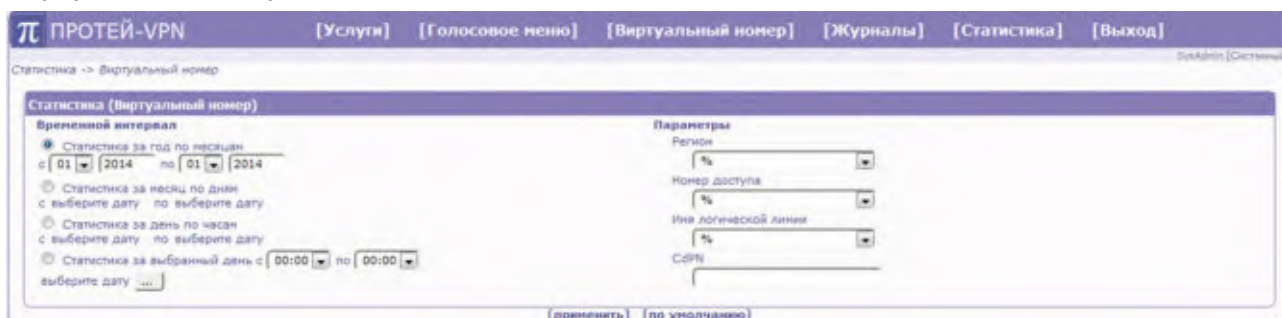 π ПРОТЕЙ-VPN [Услуги] [Голосовое меню] [Виртуальный номер] [Журналы] [Статистика] [Выход]
SysAdmin
Статистика -> Виртуальный номер
Статистика (Виртуальный номер)
Временной интервал
Статистика за год по месяцам
с 01 2014 по 01 2014
Статистика за месяц по дням
с выберите дату по выберите дату
Статистика за день по часам
с выберите дату по выберите дату
Статистика за выбранный день с 00:00 по 00:00
выберите дату ...
Параметры
Регион
%
Номер доступа
%
Имя логической линии
%
CdPN
[применить] [по умолчанию]